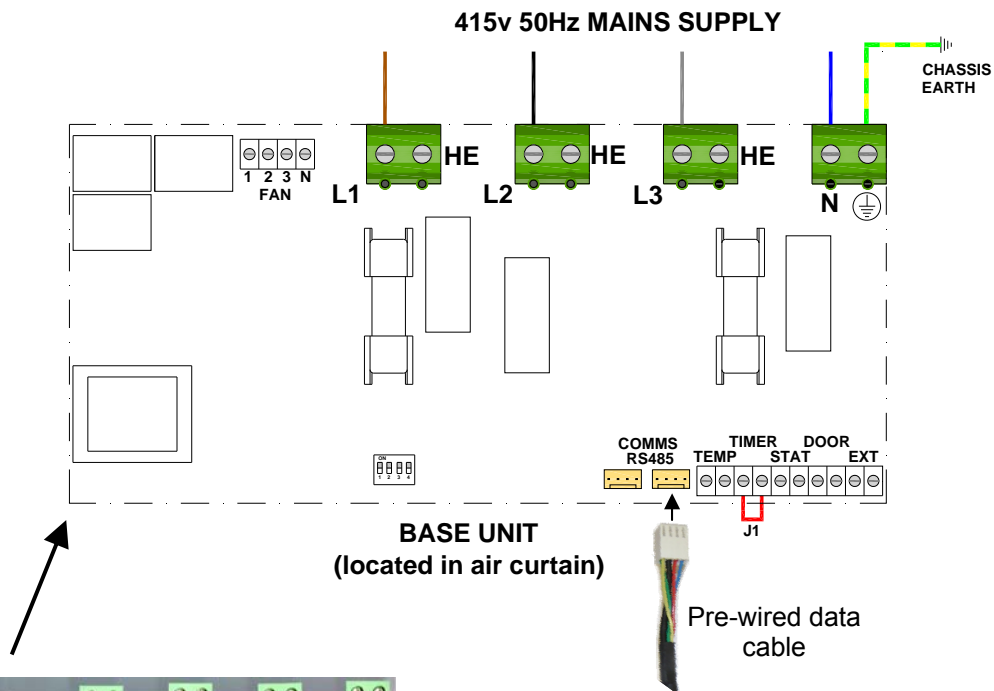 415v 50Hz MAINS SUPPLY
CHASSIS
EARTH
1 2 3 N
FAN
L1 HE L2 HE L3 HE N
ON
1 2 3 4
COMMS
RS485
TIMER DOOR
TEMP STAT EXT
J1
BASE UNIT
(located in air curtain)
Pre-wired data
cable